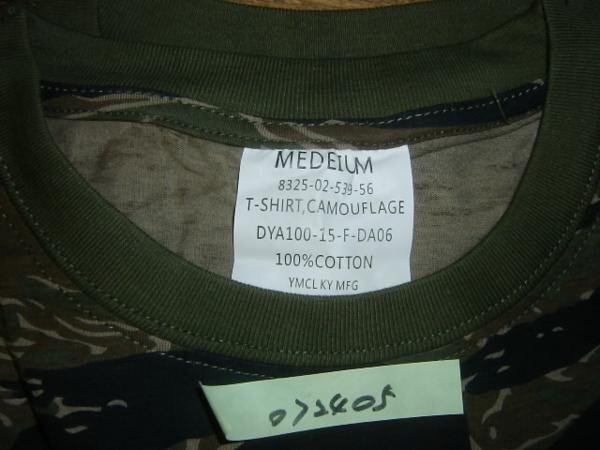 MEDEIUM
8325-02-539-56
T-SHIRT,CAMOUFLAGE
DYA100-15-F-DA06
100%COTTON
YMCL KY MFG
072405